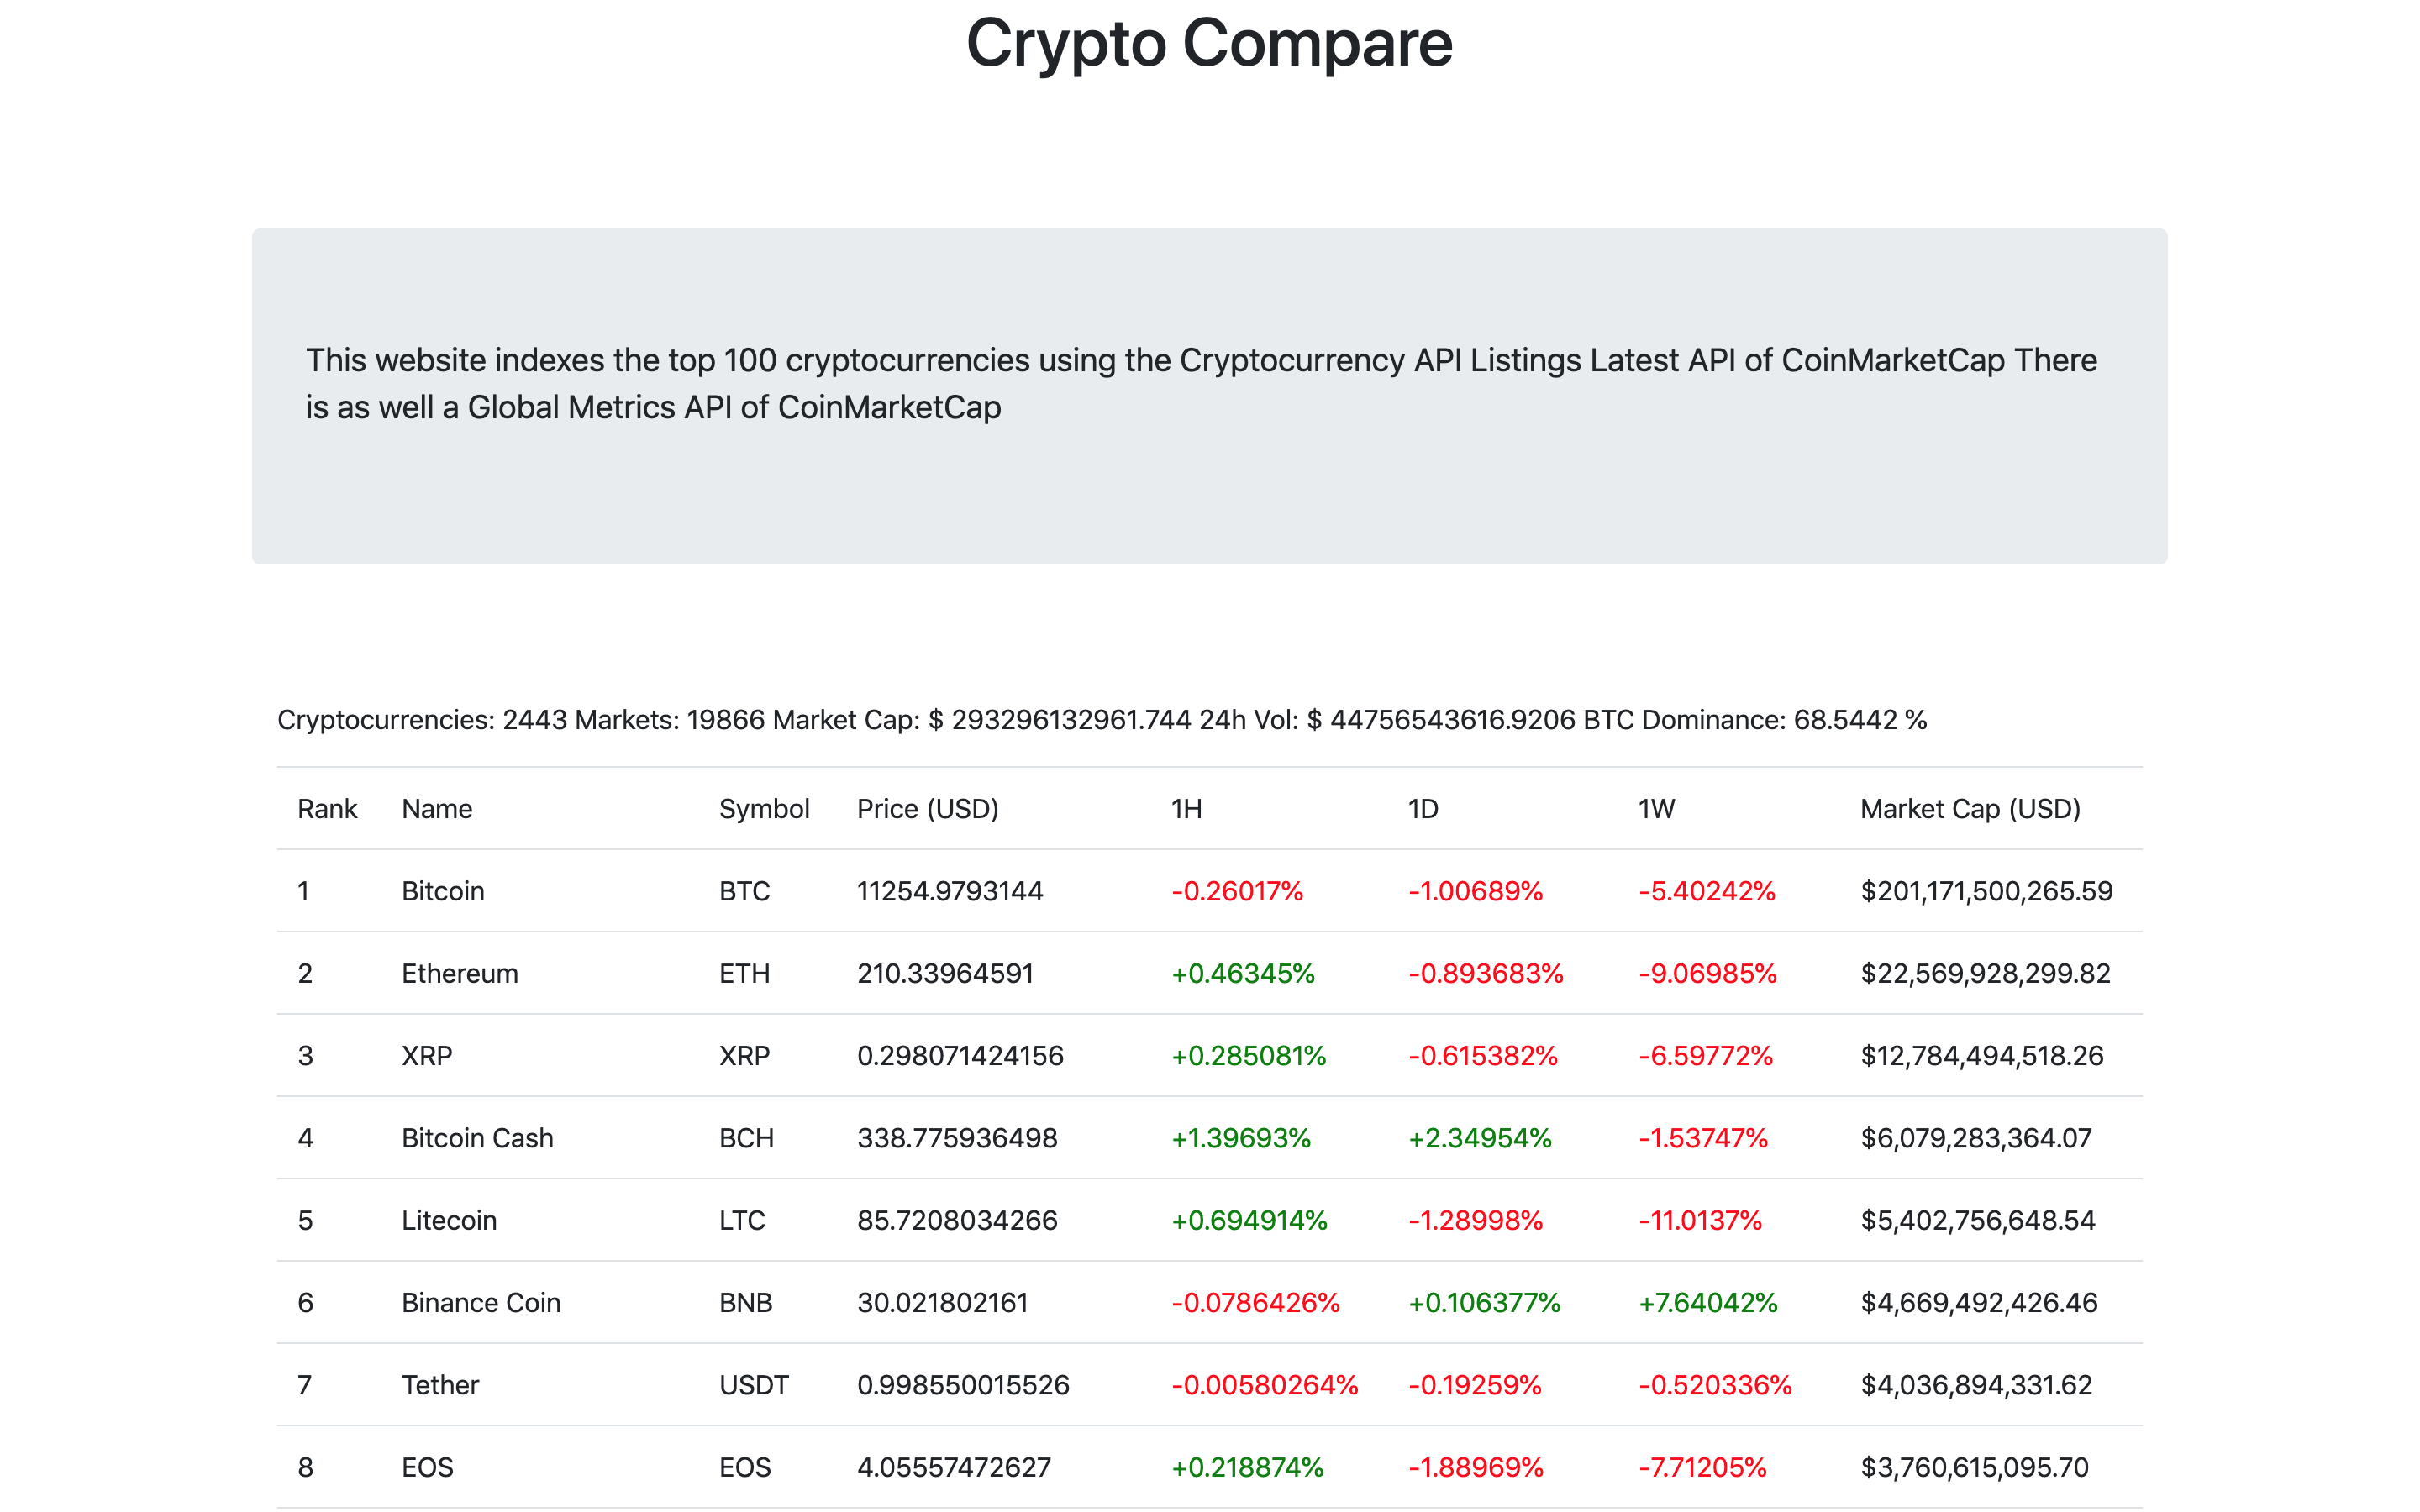 Crypto Compare
This website indexes the top 100 cryptocurrencies using the Cryptocurrency API Listings Latest API of CoinMarketCap There
is as well a Global Metrics API of CoinMarketCap
Cryptocurrencies: 2443 Markets: 19866 Market Cap: $ 293296132961.744 24h Vol: $ 44756543616.9206 BTC Dominance: 68.5442 %
Rank Name Symbol Price (USD) 1H 1D 1W Market Cap (USD)
1 Bitcoin BTC 11254.9793144 -0.26017% -1.00689% -5.40242% $201,171,500,265.59
2 Ethereum ETH 210.33964591 +0.46345% -0.893683% -9.06985% $22,569,928,299.82
3 XRP XRP 0.298071424156 +0.285081% -0.615382% -6.59772% $12,784,494,518.26
4 Bitcoin Cash BCH 338.775936498 +1.39693% +2.34954% -1.53747% $6,079,283,364.07
5 Litecoin LTC 85.7208034266 +0.694914% -1.28998% -11.0137% $5,402,756,648.54
6 Binance Coin BNB 30.021802161 -0.0786426% +0.106377% +7.64042% $4,669,492,426.46
7 Tether USDT 0.998550015526 -0.00580264% -0.19259% -0.520336% $4,036,894,331.62
8 EOS EOS 4.05557472627 +0.218874% -1.88969% -7.71205% $3,760,615,095.70